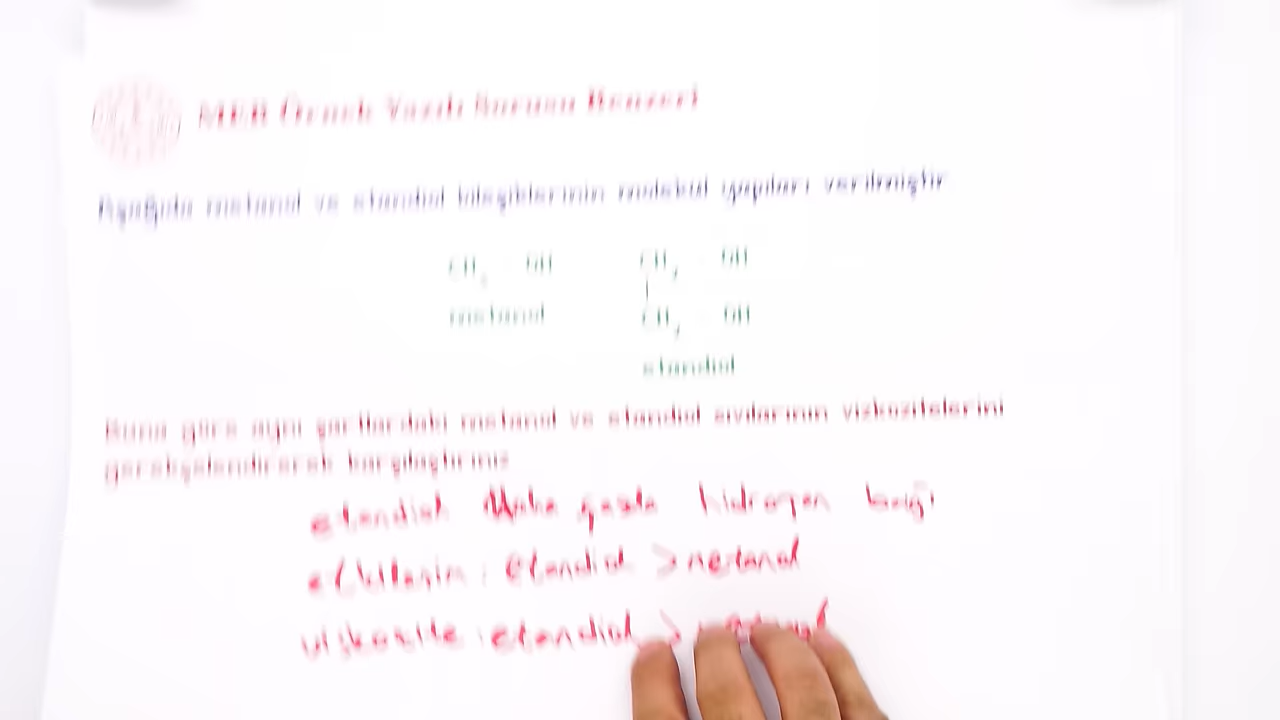 MEB Örnek Yazılı Sorusu Benzeri
Aşağıda metanol ve etandiol bileşiklerinin molekül yapıları verilmiştir.
CH3 - OH CH2 - OH
|
metanol CH2 - OH
etandiol
Buna göre aynı şartlardaki metanol ve etandiol sıvılarının vizkozitelerini
gerekçelendirerek karşılaştırınız.
etandiol daha fazla hidrojen bağı
etkileşim : Etandiol > metanol
viskozite : etandiol >